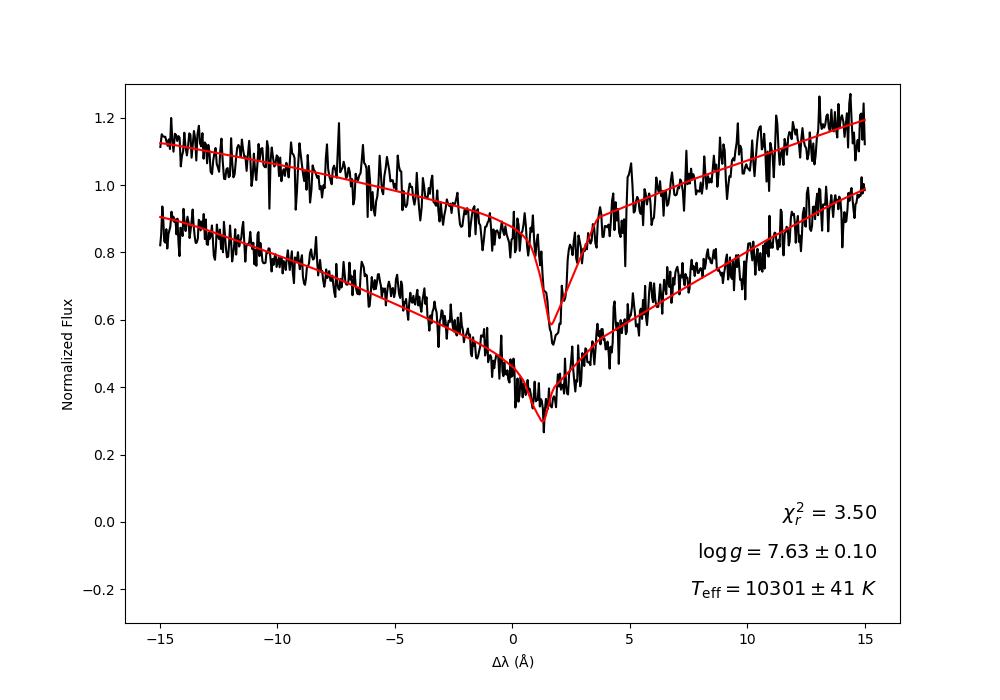 1.2
1.0
0.8
0.6
0.4
0.2
0.0
−0.2
Normalized Flux
χ²ᵣ = 3.50
log g = 7.63 ± 0.10
T_eff = 10301 ± 41 K
−15 −10 −5 0 5 10 15
Δλ (Å)